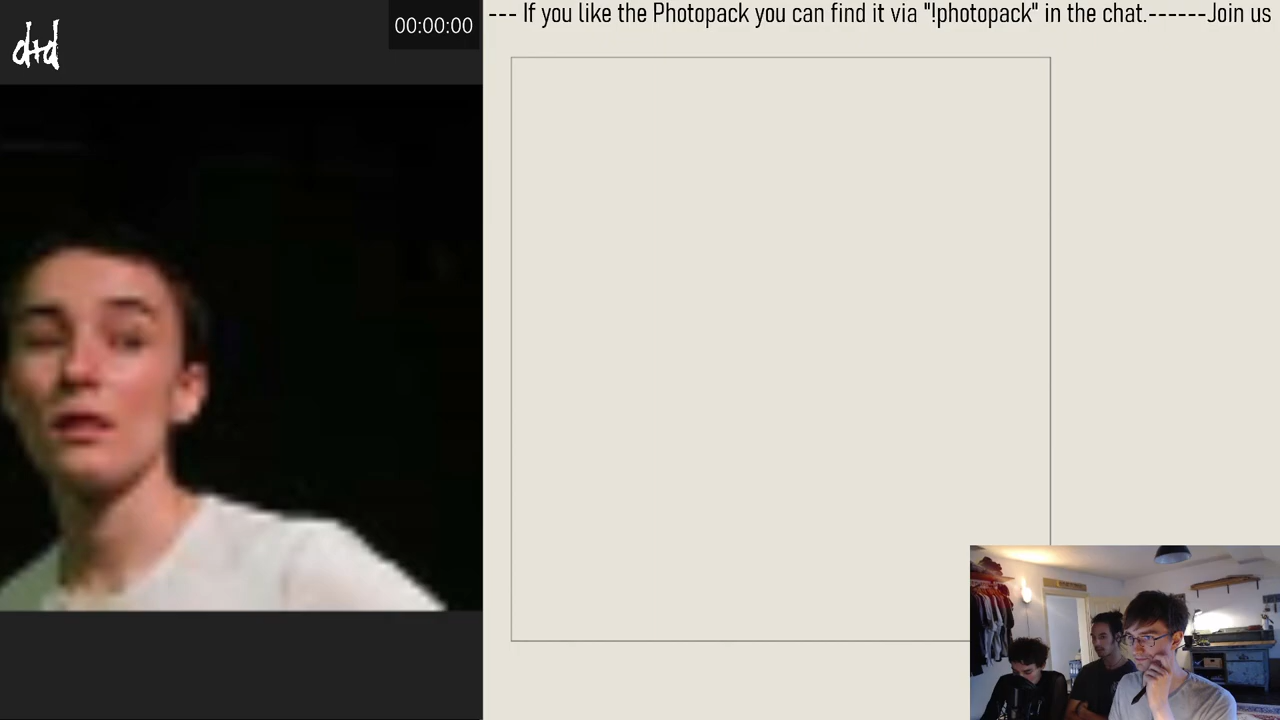 d+d
00:00:00
--- If you like the Photopack you can find it via "!photopack" in the chat.------Join us